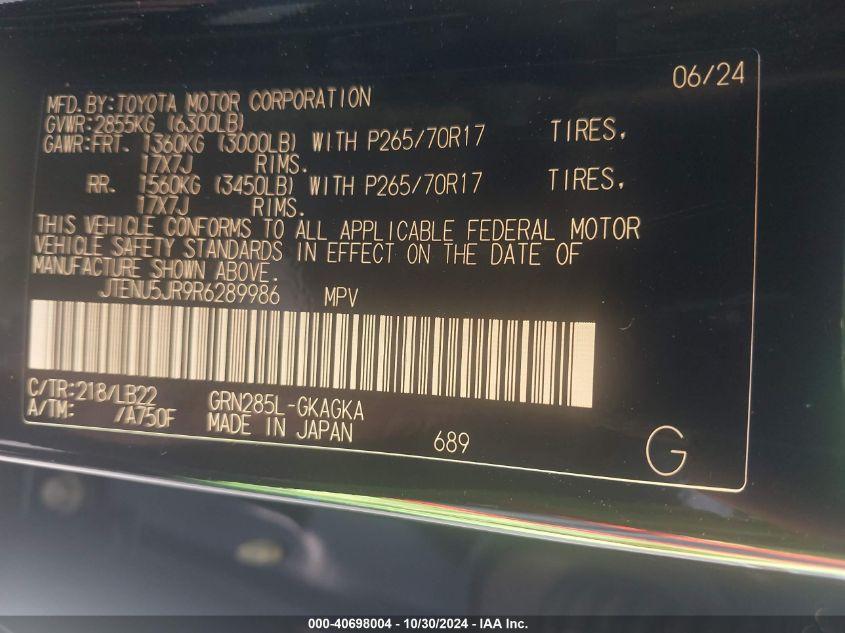 06/24
MFD.BY:TOYOTA MOTOR CORPORATION
GVWR:2855KG (6300LB)
GAWR:FRT. 1360KG (3000LB) WITH P265/70R17 TIRES,
17X7J RIMS.
RR. 1560KG (3450LB) WITH P265/70R17 TIRES,
17X7J RIMS.
THIS VEHICLE CONFORMS TO ALL APPLICABLE FEDERAL MOTOR
VEHICLE SAFETY STANDARDS IN EFFECT ON THE DATE OF
MANUFACTURE SHOWN ABOVE.
JTENU5JR9R6289986 MPV
C/TR:218/LB22 GRN285L-GKAGKA
A/TM: /A750F MADE IN JAPAN
689
G
000-40698004 - 10/30/2024 - IAA Inc.